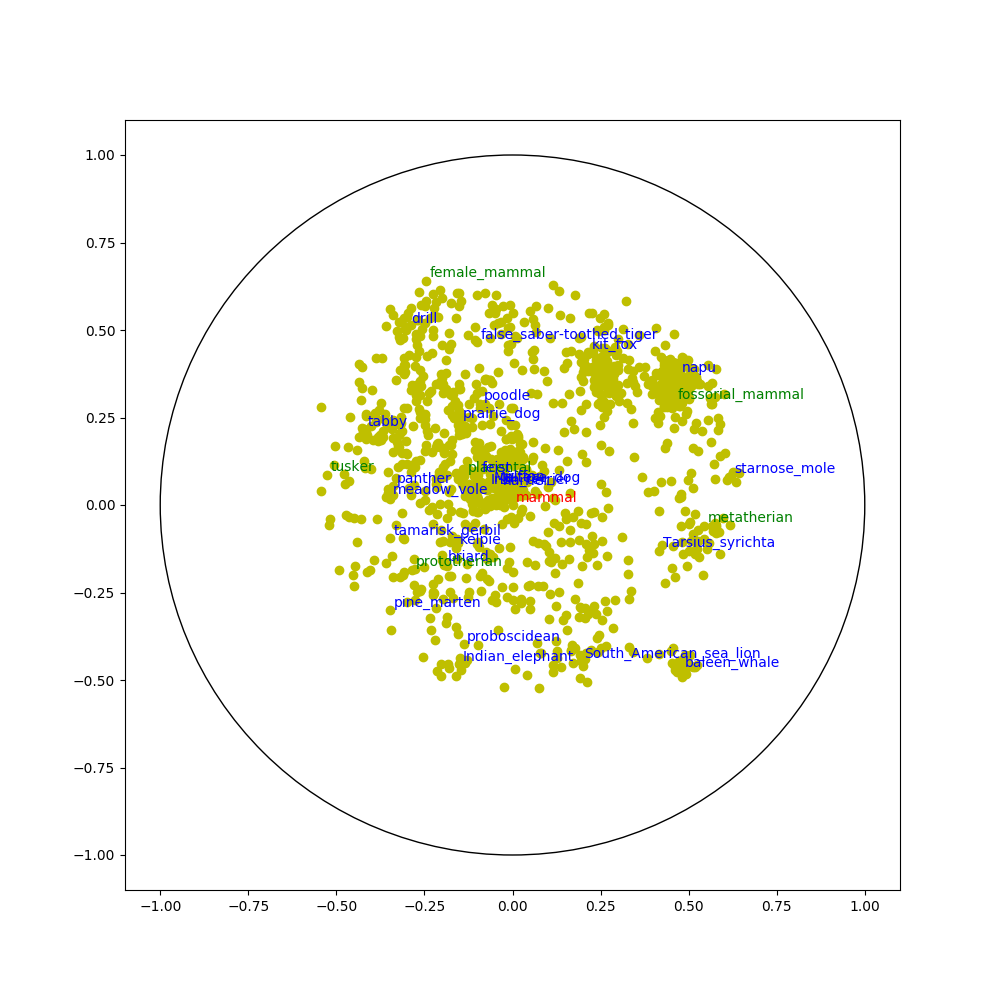 1.00
0.75
0.50
0.25
0.00
−0.25
−0.50
−0.75
−1.00
female_mammal
drill
false_saber-toothed_tiger
kit_fox
napu
poodle
fossorial_mammal
prairie_dog
tabby
tusker
placental
feist
starnose_mole
panther
meadow_vole
mammal
metatherian
tamarisk_gerbil
kelpie
Tarsius_syrichta
briard
prototherian
pine_marten
proboscidean
Indian_elephant
South_American_sea_lion
baleen_whale
−1.00 −0.75 −0.50 −0.25 0.00 0.25 0.50 0.75 1.00